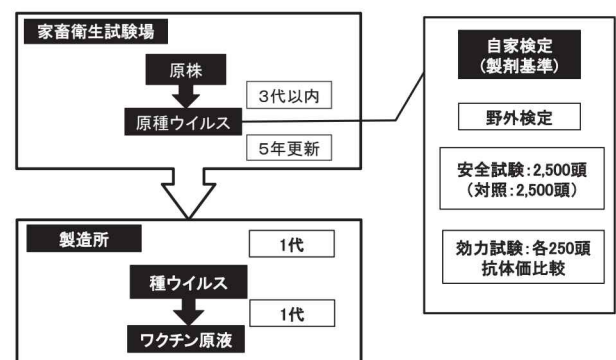 家畜衛生試験場
原株
3代以内
原種ウイルス
5年更新
製造所
1代
種ウイルス
1代
ワクチン原液
自家検定
(製剤基準)
野外検定
安全試験:2,500頭
(対照:2,500頭)
効力試験:各250頭
抗体価比較